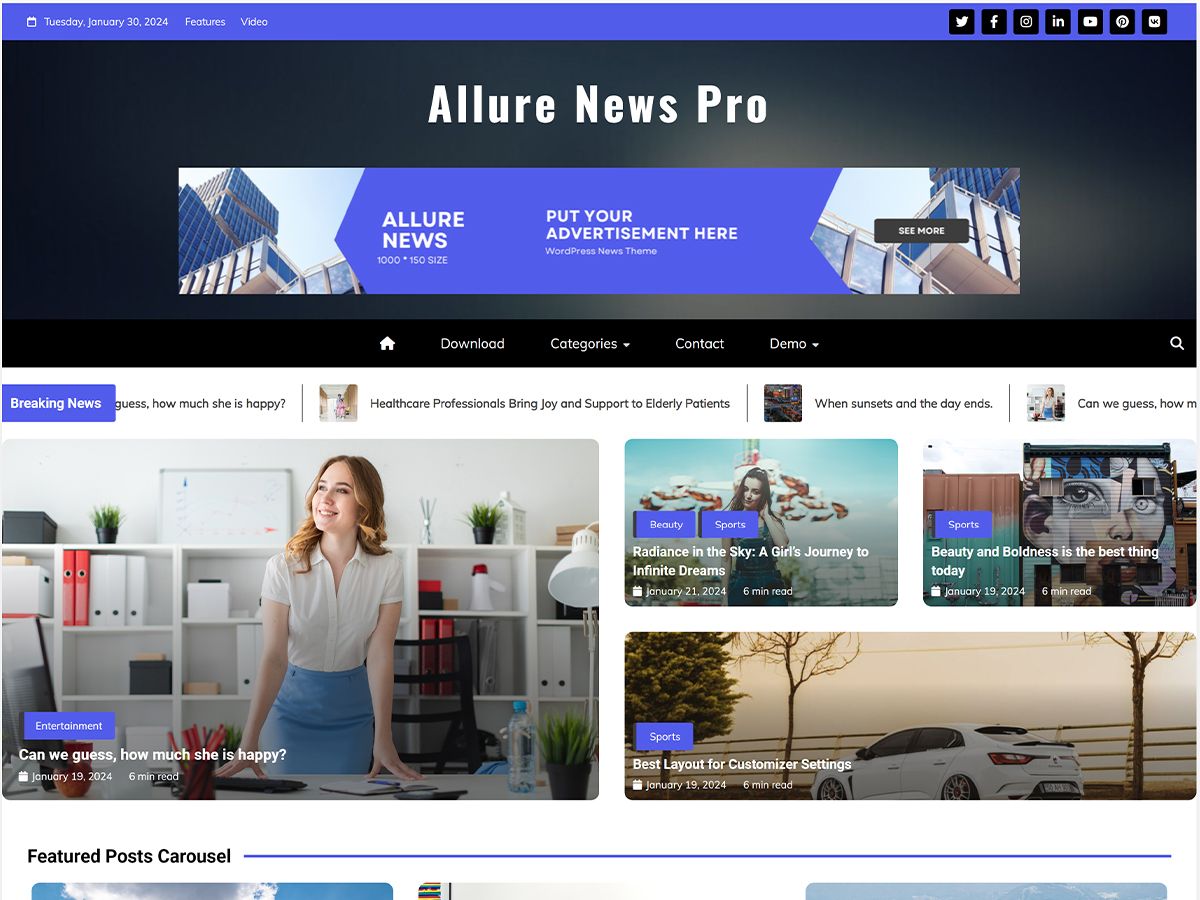 Tuesday, January 30, 2024 Features Video
Allure News Pro
ALLURE
NEWS
1000 * 150 SIZE
PUT YOUR
ADVERTISEMENT HERE
WordPress News Theme
SEE MORE
Download Categories Contact Demo
Breaking News guess, how much she is happy? Healthcare Professionals Bring Joy and Support to Elderly Patients When sunsets and the day ends. Can we guess, how m
Entertainment
Can we guess, how much she is happy?
January 19, 2024 6 min read
Beauty Sports
Radiance in the Sky: A Girl's Journey to
Infinite Dreams
January 21, 2024 6 min read
Sports
Beauty and Boldness is the best thing
today
January 19, 2024 6 min read
Sports
Best Layout for Customizer Settings
January 19, 2024 6 min read
Featured Posts Carousel